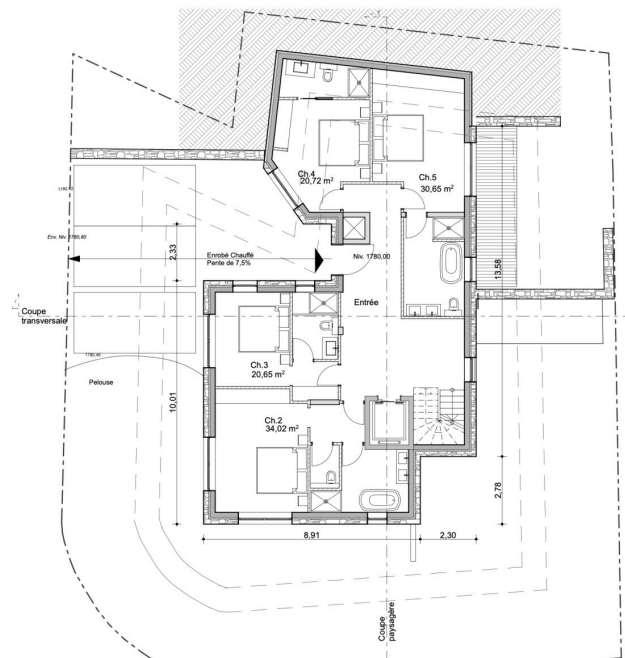 Ch.4
20,72 m²
Ch.5
30,65 m²
Env. Niv. 1780,80
2,33
Enrobé Chauffé
Pente de 7,5%
Niv. 1780,00
13,58
Coupe
transversale
Entrée
Ch.3
20,65 m²
Pelouse
10,01
Ch.2
34,02 m²
2,78
8,91
2,30
Coupe
paysagère